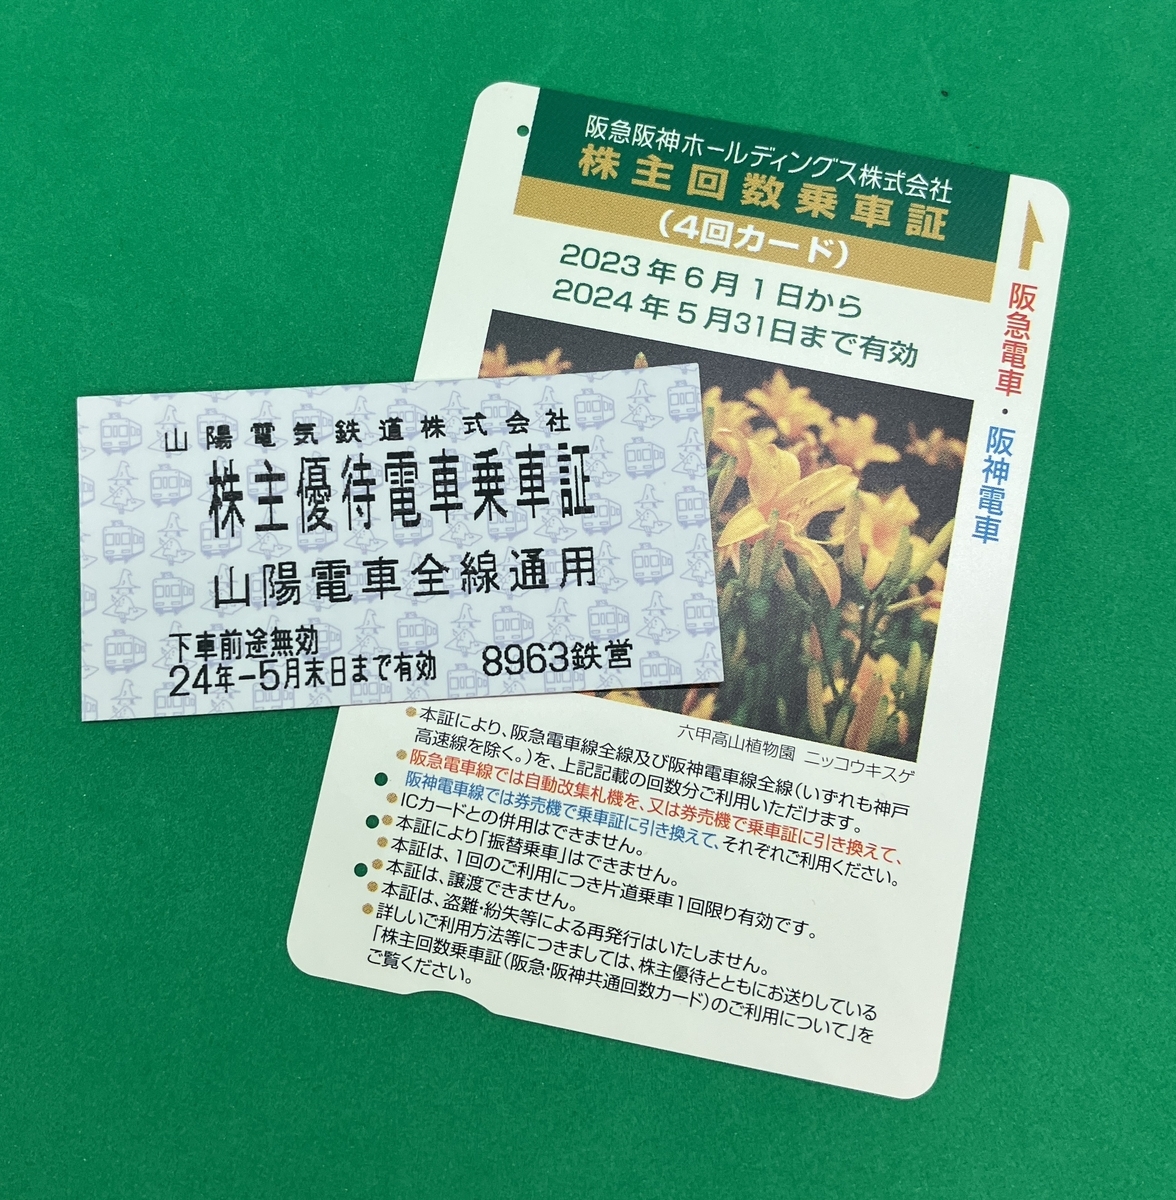 阪急阪神ホールディングス株式会社
株主回数乗車証
(4回カード)
2023年6月1日から
2024年5月31日まで有効
阪急電車・阪神電車
山陽電気鉄道株式会社
株主優待電車乗車証
山陽電車全線通用
下車前途無効
24年-5月末日まで有効 8963鉄営
六甲高山植物園 ニッコウキスゲ
本証により、阪急電車線全線及び阪神電車線全線(いずれも神戸
高速線を除く。)を、上記記載の回数分ご利用いただけます。
阪急電車線では自動改集札機を、又は券売機で乗車証に引き換えて、
阪神電車線では券売機で乗車証に引き換えて、それぞれご利用ください。
ICカードとの併用はできません。
本証により「振替乗車」はできません。
本証は、1回のご利用につき片道乗車1回限り有効です。
本証は、譲渡できません。
本証は、盗難・紛失等による再発行はいたしません。
詳しいご利用方法等につきましては、株主優待とともにお送りしている
「株主回数乗車証(阪急・阪神共通回数カード)のご利用について」を
ご覧ください。